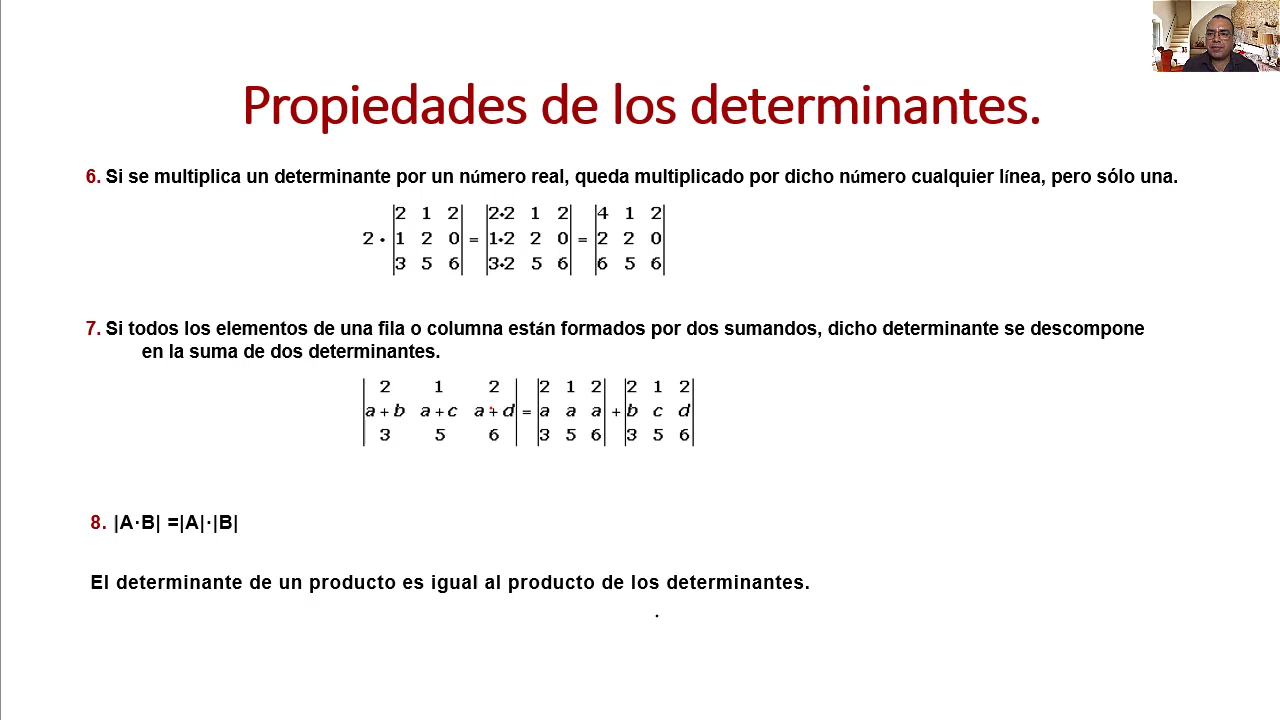 Propiedades de los determinantes.
6. Si se multiplica un determinante por un número real, queda multiplicado por dicho número cualquier línea, pero sólo una.
2 · |2 1 2| = |2·2 1 2| = |4 1 2|
|1 2 0| |1·2 2 0| |2 2 0|
|3 5 6| |3·2 5 6| |6 5 6|
7. Si todos los elementos de una fila o columna están formados por dos sumandos, dicho determinante se descompone
en la suma de dos determinantes.
|2 1 2| |2 1 2| |2 1 2|
|a + b a + c a + d| = |a a a| + |b c d|
|3 5 6| |3 5 6| |3 5 6|
8. |A·B| =|A|·|B|
El determinante de un producto es igual al producto de los determinantes.
.